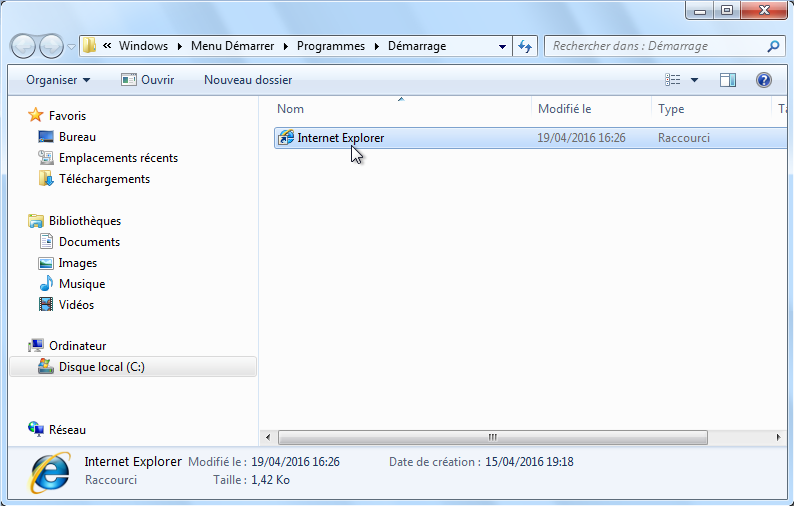 « Windows ▸ Menu Démarrer ▸ Programmes ▸ Démarrage
Rechercher dans : Démarrage
Organiser Ouvrir Nouveau dossier
Nom Modifié le Type
Internet Explorer 19/04/2016 16:26 Raccourci
Favoris
Bureau
Emplacements récents
Téléchargements
Bibliothèques
Documents
Images
Musique
Vidéos
Ordinateur
Disque local (C:)
Réseau
Internet Explorer Modifié le : 19/04/2016 16:26 Date de création : 15/04/2016 19:18
Raccourci Taille : 1,42 Ko